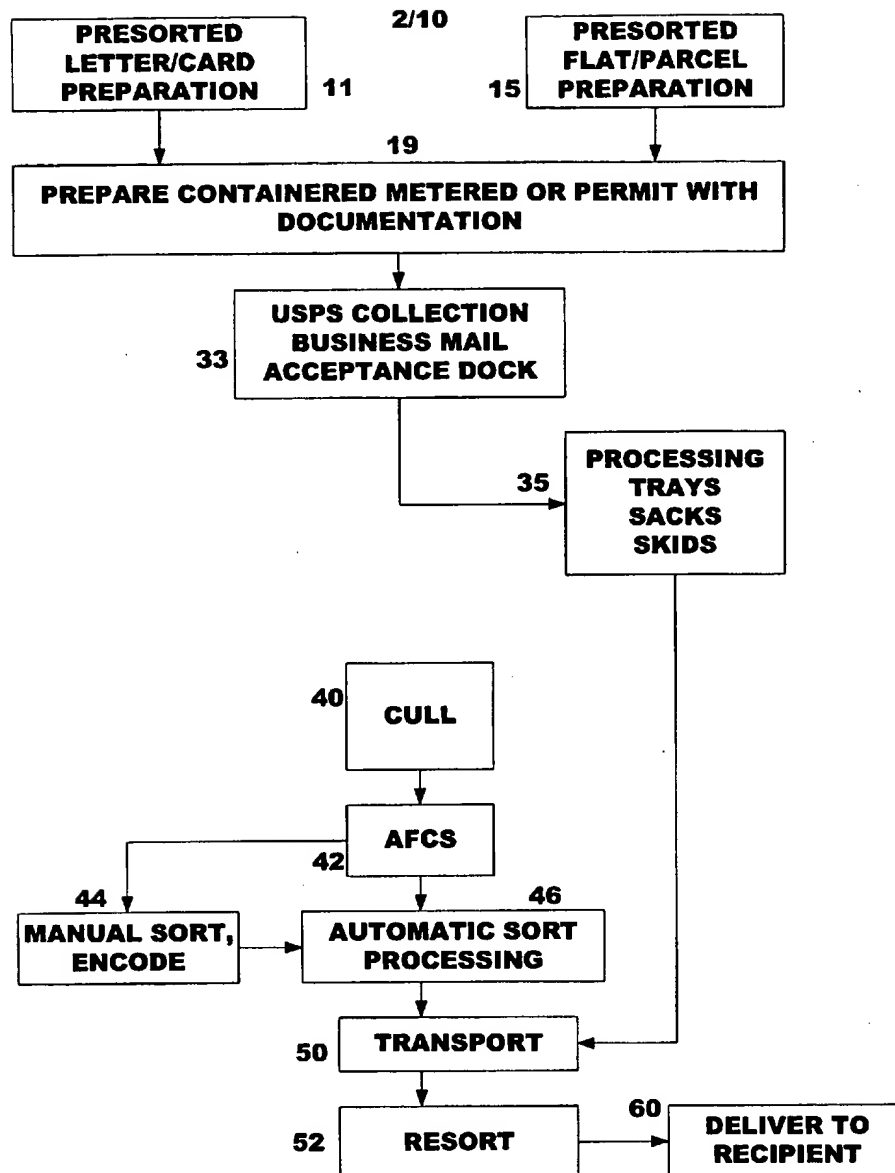 2/10
PRESORTED
LETTER/CARD
PREPARATION
11
PRESORTED
FLAT/PARCEL
PREPARATION
15
19
PREPARE CONTAINERED METERED OR PERMIT WITH
DOCUMENTATION
USPS COLLECTION
BUSINESS MAIL
ACCEPTANCE DOCK
33
35
PROCESSING
TRAYS
SACKS
SKIDS
40
CULL
AFCS
42
44
MANUAL SORT,
ENCODE
46
AUTOMATIC SORT
PROCESSING
50
TRANSPORT
52
RESORT
60
DELIVER TO
RECIPIENT